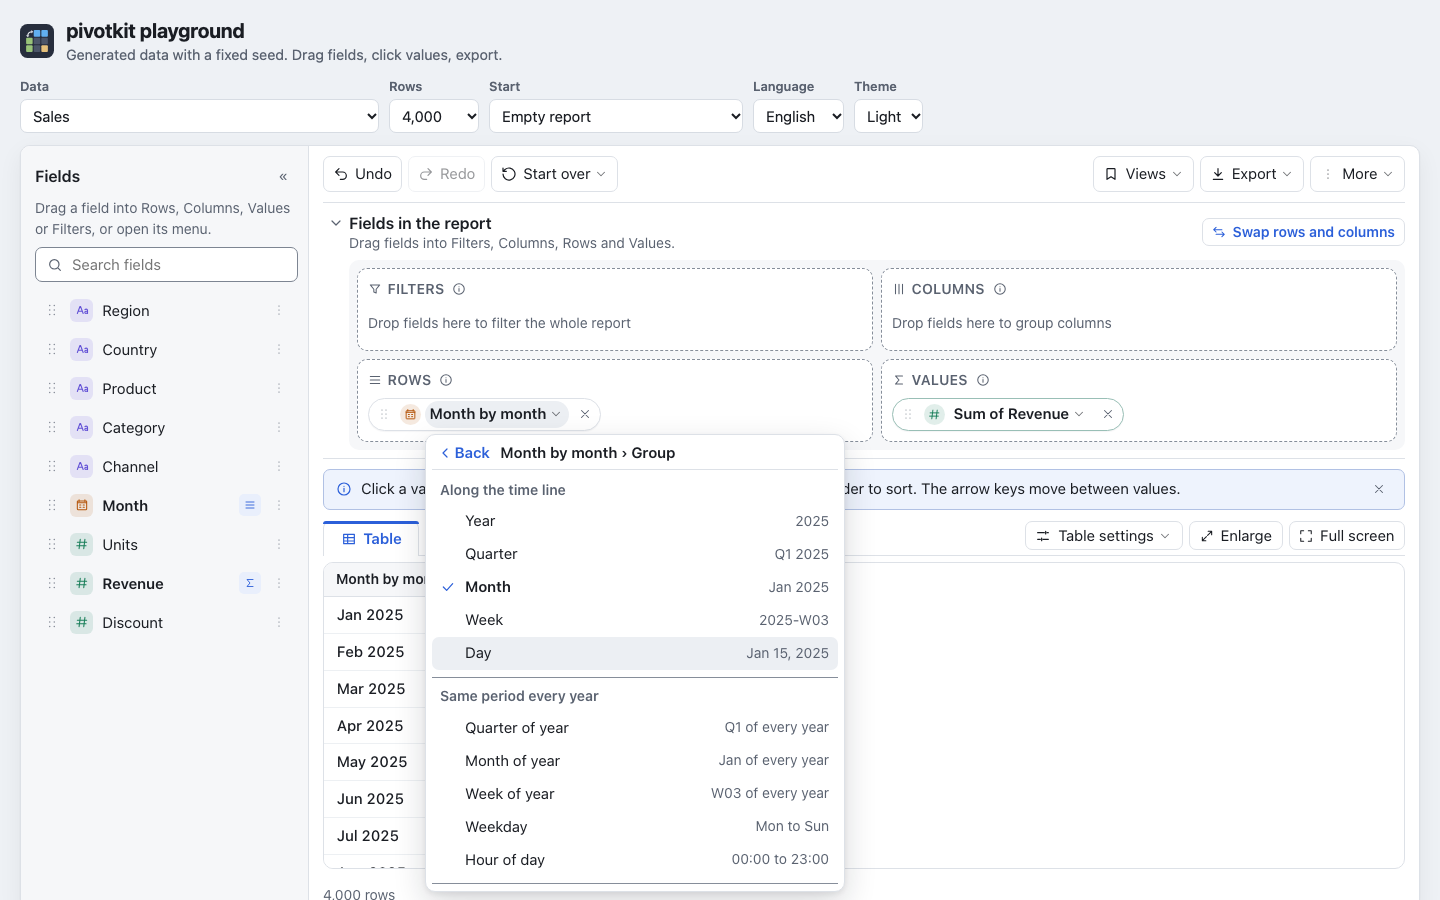 pivotkit playground
Generated data with a fixed seed. Drag fields, click values, export.
Data
Rows
Start
Language
Theme
Sales
4,000
Empty report
English
Light
Fields
«
Drag a field into Rows, Columns, Values
or Filters, or open its menu.
Search fields
Aa Region
Aa Country
Aa Product
Aa Category
Aa Channel
Month
# Units
# Revenue Σ
# Discount
Undo
Redo
Start over
Views
Export
More
Fields in the report
Drag fields into Filters, Columns, Rows and Values.
Swap rows and columns
FILTERS
Drop fields here to filter the whole report
COLUMNS
Drop fields here to group columns
ROWS
Month by month
Σ VALUES
# Sum of Revenue
Back Month by month › Group
Along the time line
Year 2025
Quarter Q1 2025
Month Jan 2025
Week 2025-W03
Day Jan 15, 2025
Same period every year
Quarter of year Q1 of every year
Month of year Jan of every year
Week of year W03 of every year
Weekday Mon to Sun
Hour of day 00:00 to 23:00
Click a va
der to sort. The arrow keys move between values.
Table
Table settings
Enlarge
Full screen
Month by mo
Jan 2025
Feb 2025
Mar 2025
Apr 2025
May 2025
Jun 2025
Jul 2025
4,000 rows